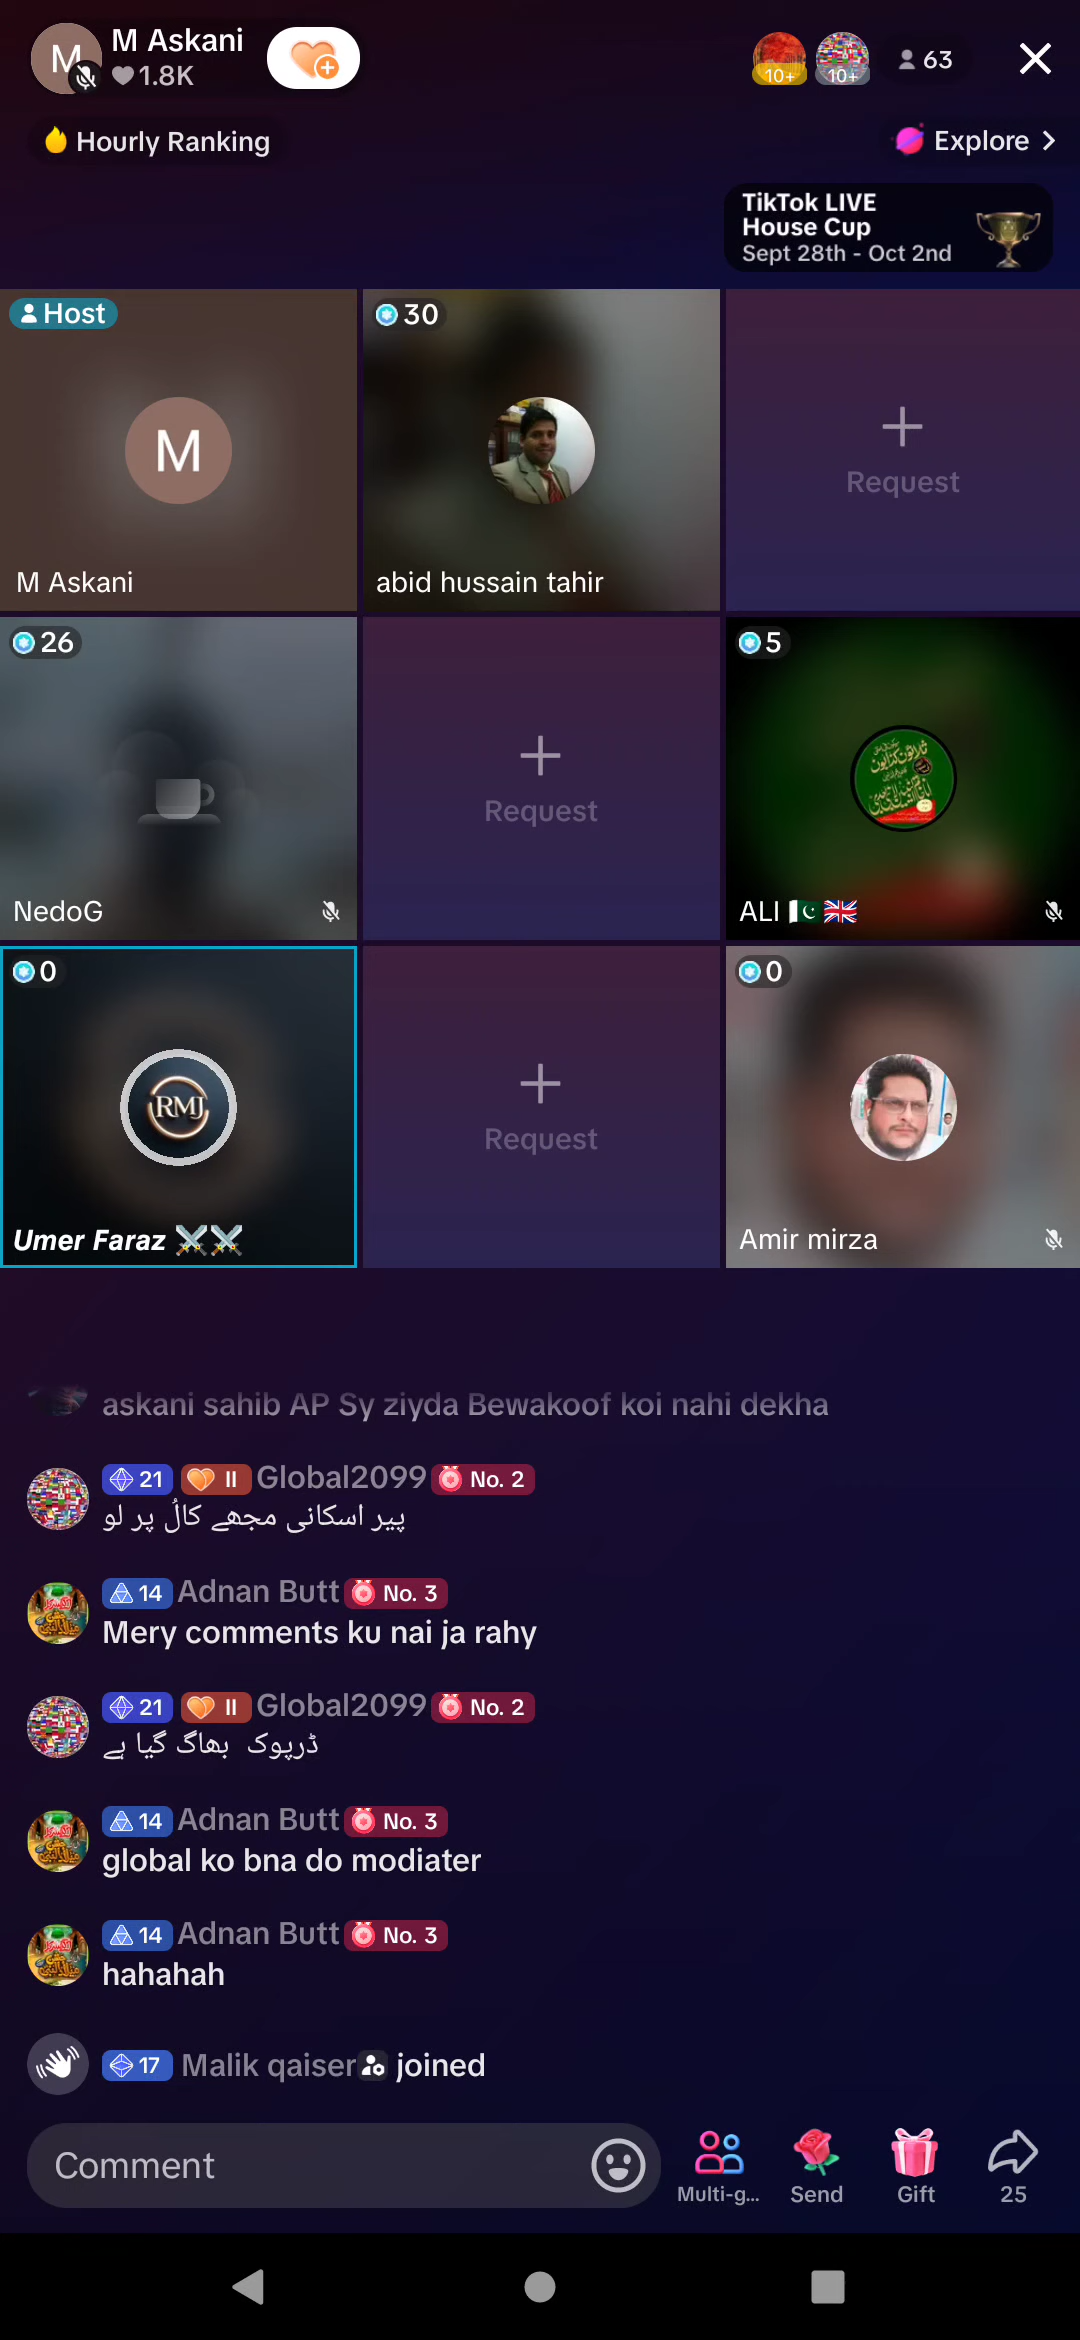 M Askani
1.8K
10+
10+
63
Hourly Ranking
Explore
TikTok LIVE
House Cup
Sept 28th - Oct 2nd
Host
M
M Askani
30
abid hussain tahir
Request
26
NedoG
Request
5
ALI 🇵🇰🇬🇧
0
RMJ
Umer Faraz ⚔️⚔️
Request
0
Amir mirza
askani sahib AP Sy ziyda Bewakoof koi nahi dekha
21 II Global2099 No. 2
پیر اسکانی مجھے کالُ پر لو
14 Adnan Butt No. 3
Mery comments ku nai ja rahy
21 II Global2099 No. 2
ڈرپوک بھاگ گیا ہے
14 Adnan Butt No. 3
global ko bna do modiater
14 Adnan Butt No. 3
hahahah
17 Malik qaiser joined
Comment
Multi-g...
Send
Gift
25